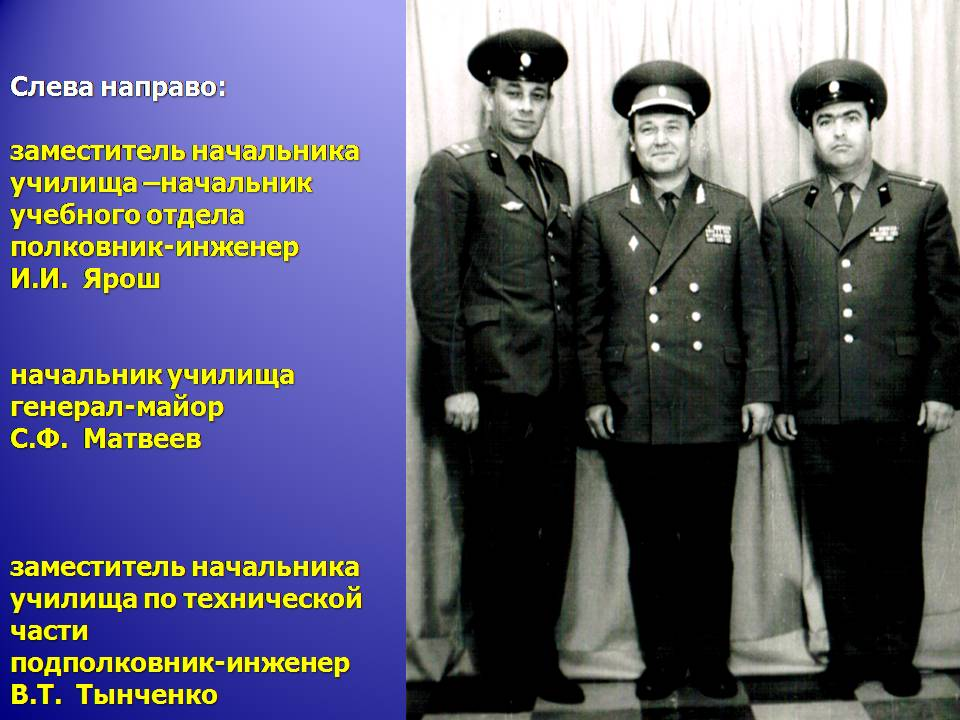 Слева направо:
заместитель начальника
училища –начальник
учебного отдела
полковник-инженер
И.И. Ярош
начальник училища
генерал-майор
С.Ф. Матвеев
заместитель начальника
училища по технической
части
подполковник-инженер
В.Т. Тынченко